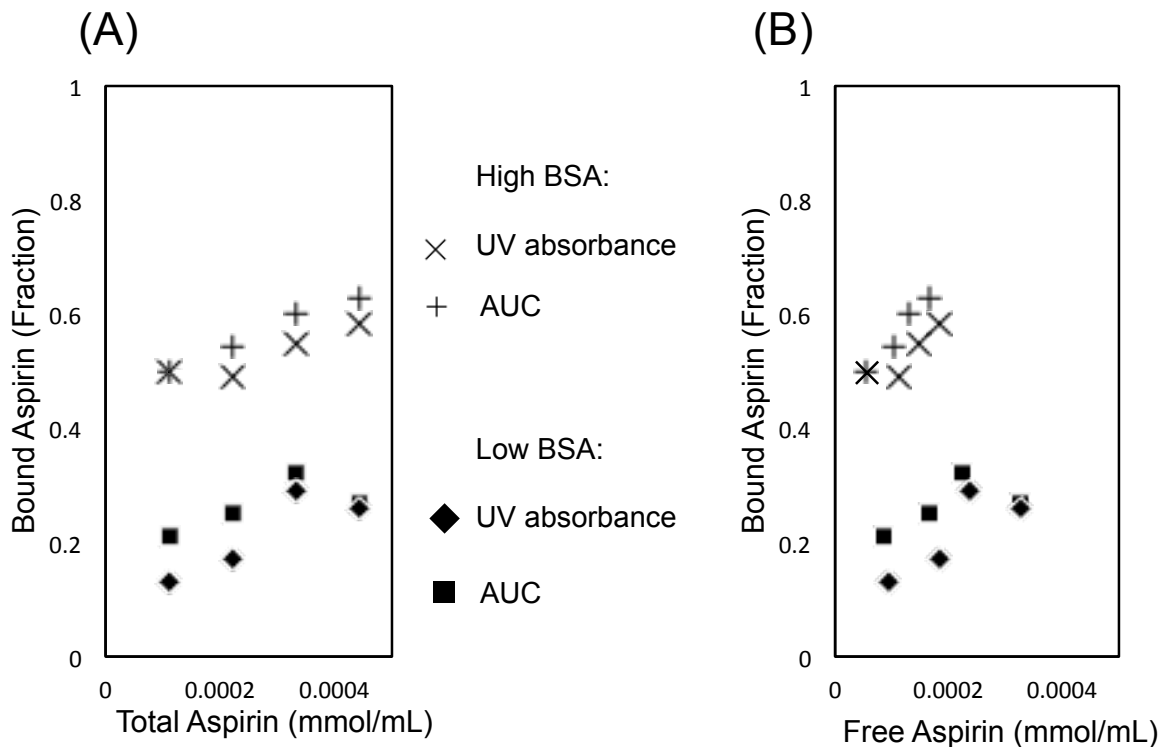 (A)
Bound Aspirin (Fraction)
1
0.8
0.6
0.4
0.2
0
0
0.0002
0.0004
Total Aspirin (mmol/mL)
High BSA:
UV absorbance
AUC
Low BSA:
UV absorbance
AUC
(B)
Bound Aspirin (Fraction)
1
0.8
0.6
0.4
0.2
0
0
0.0002
0.0004
Free Aspirin (mmol/mL)